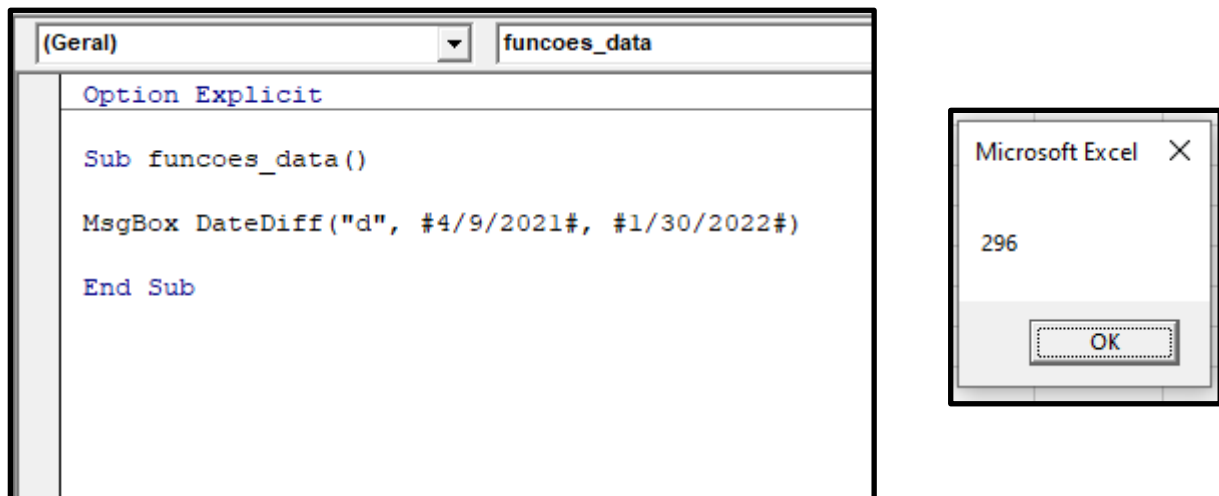 (Geral) funcoes_data
Option Explicit
Sub funcoes_data()
MsgBox DateDiff("d", #4/9/2021#, #1/30/2022#)
End Sub
Microsoft Excel
296
OK